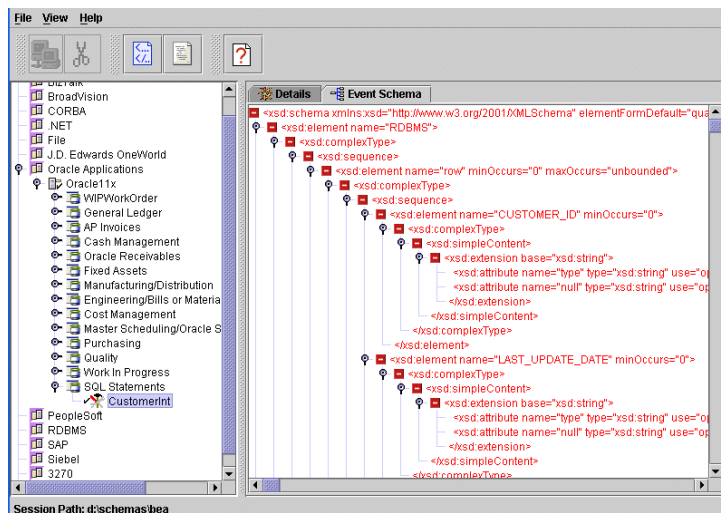 File View Help
Details Event Schema
BizTalk
BroadVision
CORBA
.NET
File
J.D. Edwards OneWorld
Oracle Applications
Oracle11x
WIPWorkOrder
General Ledger
AP Invoices
Cash Management
Oracle Receivables
Fixed Assets
Manufacturing/Distribution
Engineering/Bills or Materia
Cost Management
Master Scheduling/Oracle S
Purchasing
Quality
Work In Progress
SQL Statements
CustomerInt
PeopleSoft
RDBMS
SAP
Siebel
3270
<xsd:schema xmlns:xsd="http://www.w3.org/2001/XMLSchema" elementFormDefault="qua
<xsd:element name="RDBMS">
<xsd:complexType>
<xsd:sequence>
<xsd:element name="row" minOccurs="0" maxOccurs="unbounded">
<xsd:complexType>
<xsd:sequence>
<xsd:element name="CUSTOMER_ID" minOccurs="0">
<xsd:complexType>
<xsd:simpleContent>
<xsd:extension base="xsd:string">
<xsd:attribute name="type" type="xsd:string" use="op
<xsd:attribute name="null" type="xsd:string" use="op
</xsd:extension>
</xsd:simpleContent>
</xsd:complexType>
</xsd:element>
<xsd:element name="LAST_UPDATE_DATE" minOccurs="0">
<xsd:complexType>
<xsd:simpleContent>
<xsd:extension base="xsd:string">
<xsd:attribute name="type" type="xsd:string" use="op
<xsd:attribute name="null" type="xsd:string" use="op
</xsd:extension>
</xsd:simpleContent>
</xsd:complexType>
Session Path: d:\schemas\bea